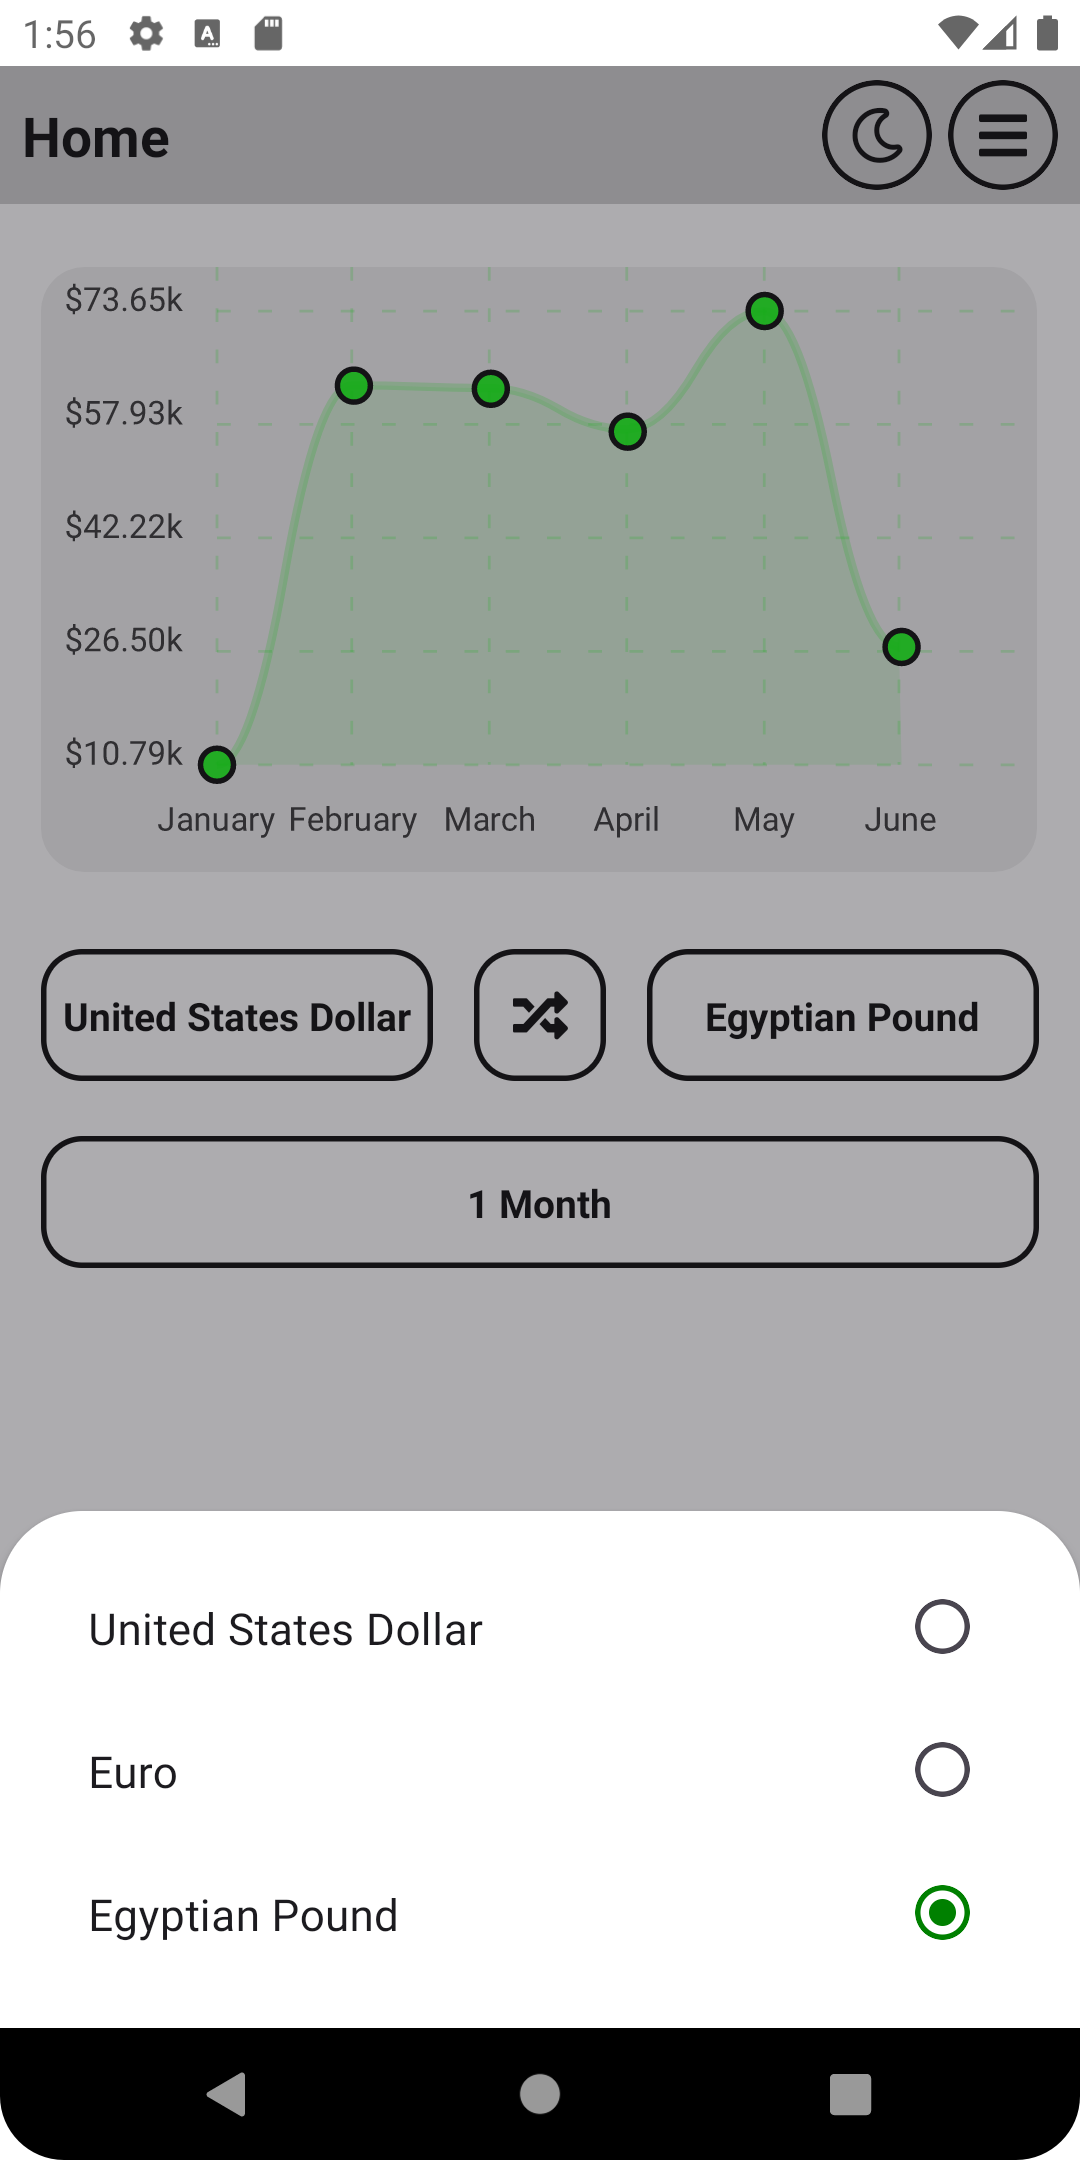 1:56
Home
$73.65k
$57.93k
$42.22k
$26.50k
$10.79k
January February March April May June
United States Dollar
Egyptian Pound
1 Month
United States Dollar
Euro
Egyptian Pound